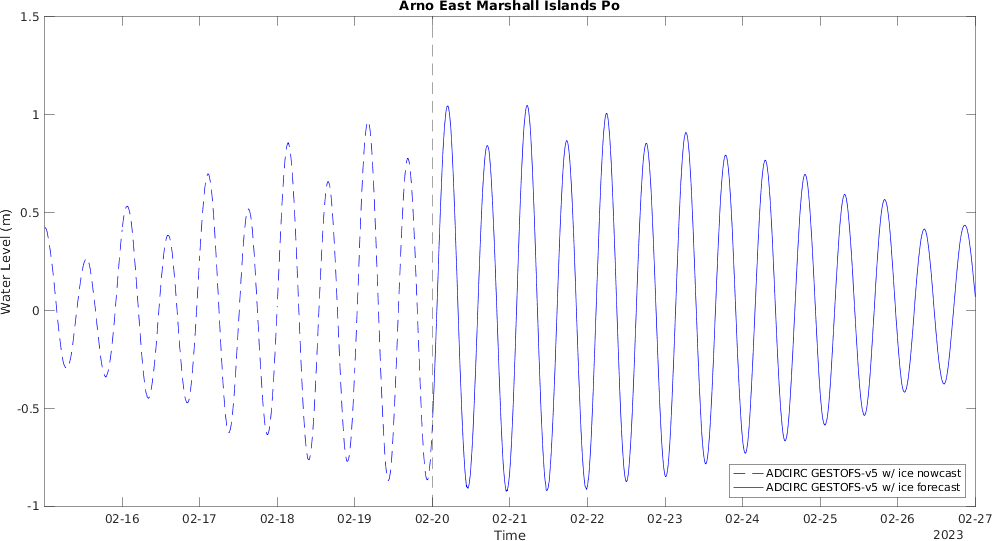 Arno East Marshall Islands Po
Water Level (m)
1.5
1
0.5
0
-0.5
-1
ADCIRC GESTOFS-v5 w/ ice nowcast
ADCIRC GESTOFS-v5 w/ ice forecast
02-16 02-17 02-18 02-19 02-20 02-21 02-22 02-23 02-24 02-25 02-26 02-27
Time
2023